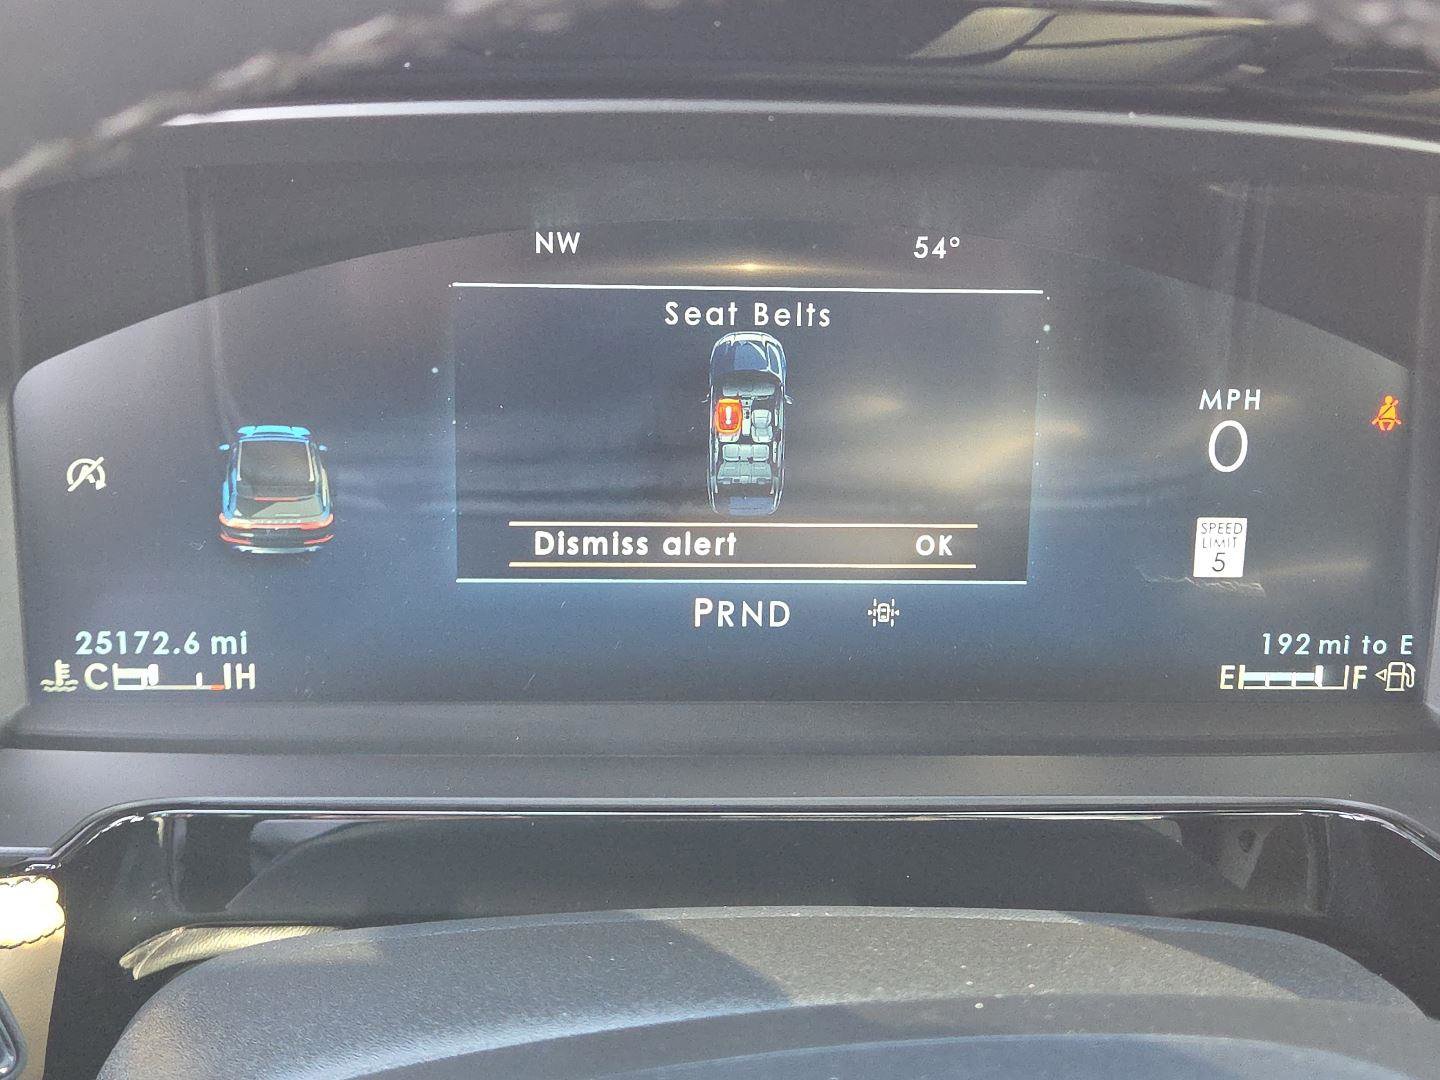 NW
54°
Seat Belts
!
Dismiss alert OK
MPH
0
SPEED
LIMIT
5
PRND
25172.6 mi
C H
192 mi to E
E F